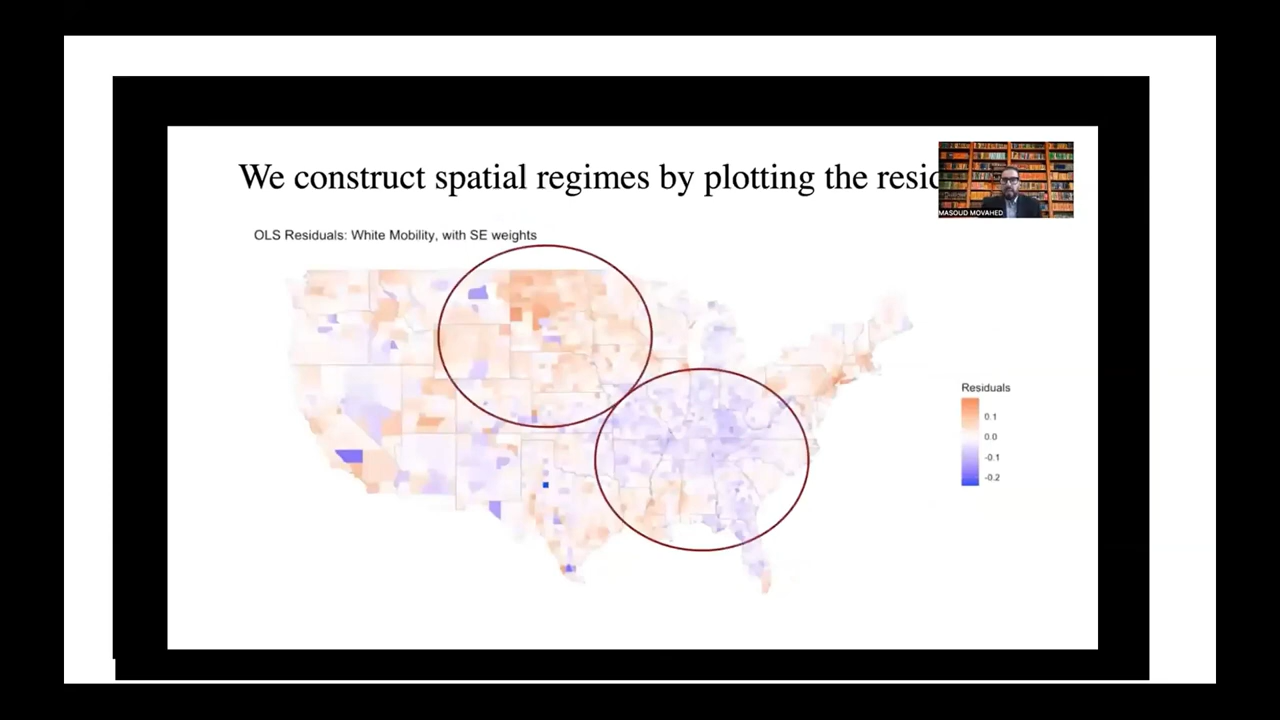 We construct spatial regimes by plotting the resid
MASOUD MOVAHED
OLS Residuals: White Mobility, with SE weights
Residuals
0.1
0.0
-0.1
-0.2